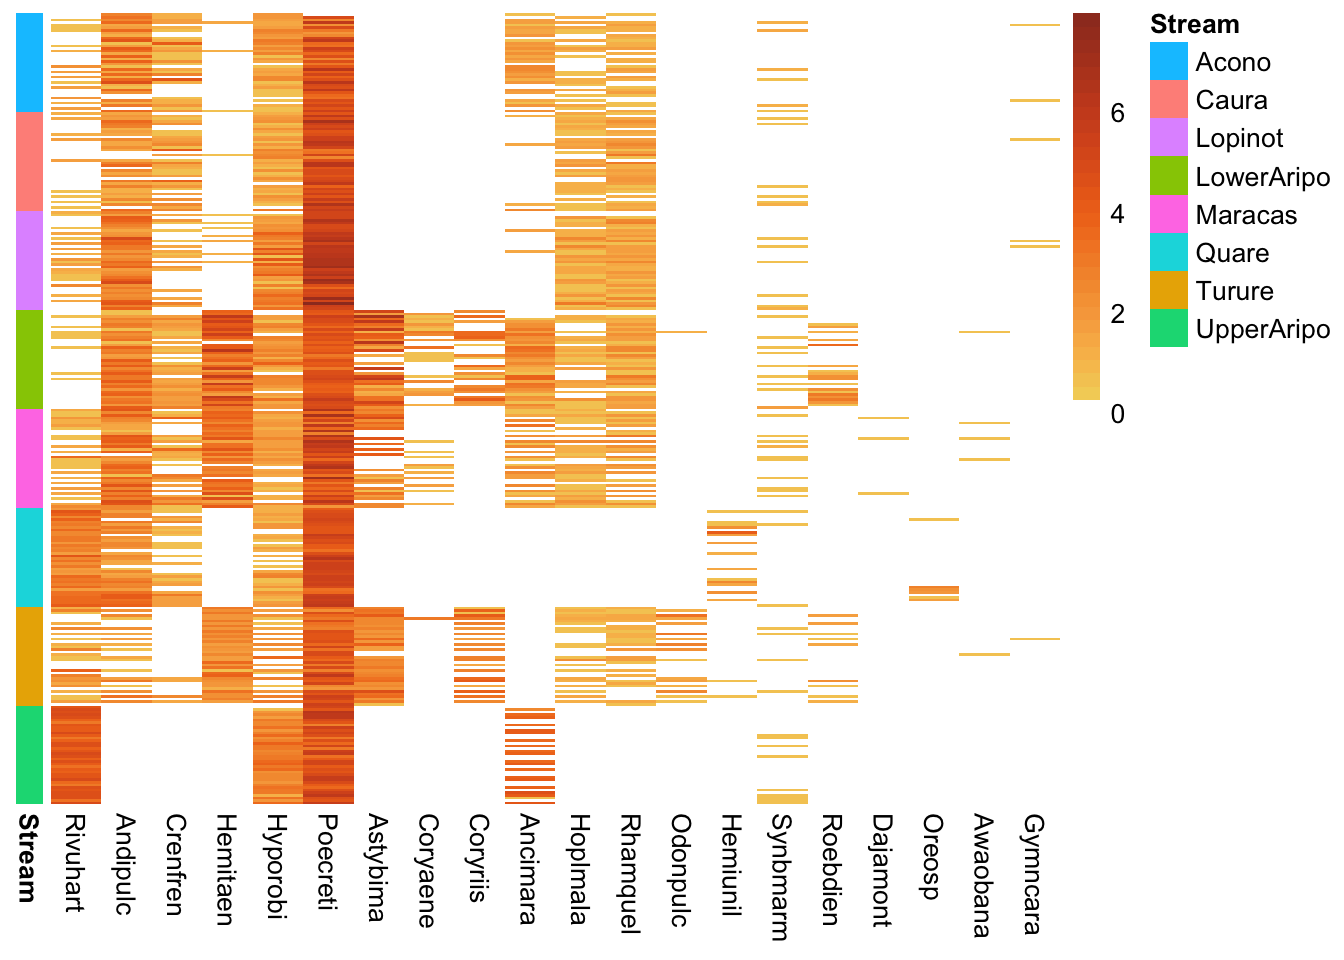 Stream
Acono
Caura
Lopinot
LowerAripo
Maracas
Quare
Turure
UpperAripo
6
4
2
0
Stream
Rivuhart
Andipulc
Crenfren
Hemitaen
Hyporobi
Poecreti
Astybima
Coryaene
Coryriis
Ancimara
Hoplmala
Rhamquel
Odonpulc
Hemiunil
Synbmarm
Roebdien
Dajamont
Oreosp
Awaobana
Gymncara